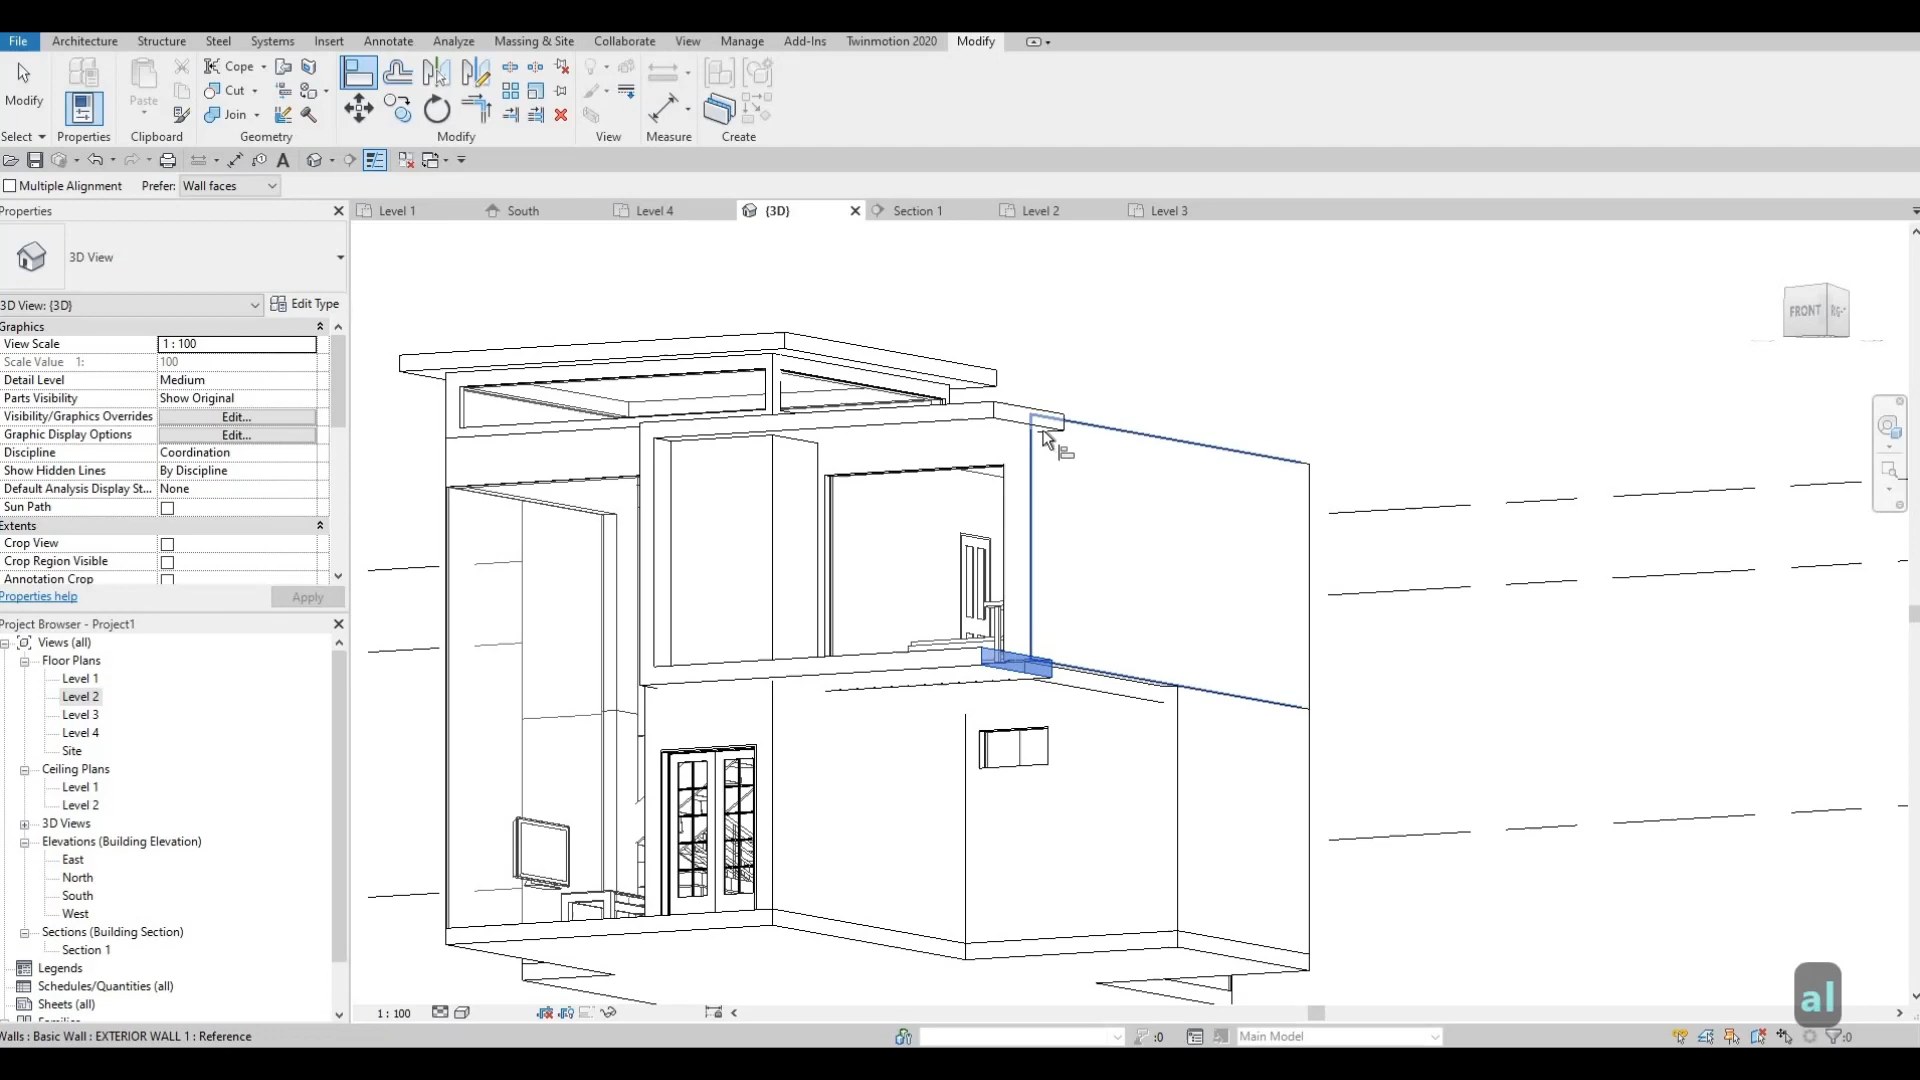 File Architecture Structure Steel Systems Insert Annotate Analyze Massing & Site Collaborate View Manage Add-Ins Twinmotion 2020 Modify
Modify Paste Cope Cut Join
Select Properties Clipboard Geometry Modify View Measure Create
Multiple Alignment Prefer: Wall faces
Properties
Level 1 South Level 4 {3D} Section 1 Level 2 Level 3
3D View
3D View: {3D} Edit Type
Graphics
View Scale 1 : 100
Scale Value 1: 100
Detail Level Medium
Parts Visibility Show Original
Visibility/Graphics Overrides Edit...
Graphic Display Options Edit...
Discipline Coordination
Show Hidden Lines By Discipline
Default Analysis Display St... None
Sun Path
Extents
Crop View
Crop Region Visible
Annotation Crop
Properties help Apply
Project Browser - Project1
Views (all)
Floor Plans
Level 1
Level 2
Level 3
Level 4
Site
Ceiling Plans
Level 1
Level 2
3D Views
Elevations (Building Elevation)
East
North
South
West
Sections (Building Section)
Section 1
Legends
Schedules/Quantities (all)
Sheets (all)
FRONT
al
1 : 100
Walls : Basic Wall : EXTERIOR WALL 1 : Reference :0 Main Model :0